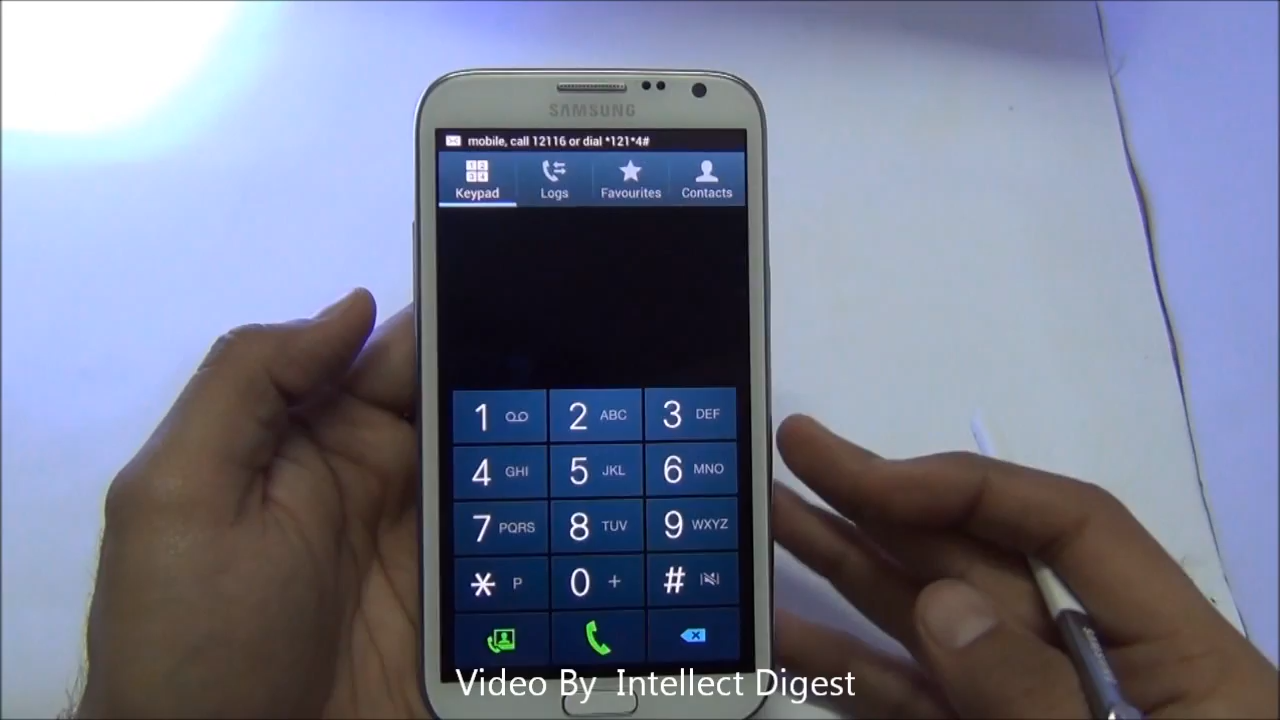 SAMSUNG
mobile, call 12116 or dial *121*4#
Keypad Logs Favourites Contacts
1 2 ABC 3 DEF
4 GHI 5 JKL 6 MNO
7 PQRS 8 TUV 9 WXYZ
* P 0 + #
Video By Intellect Digest